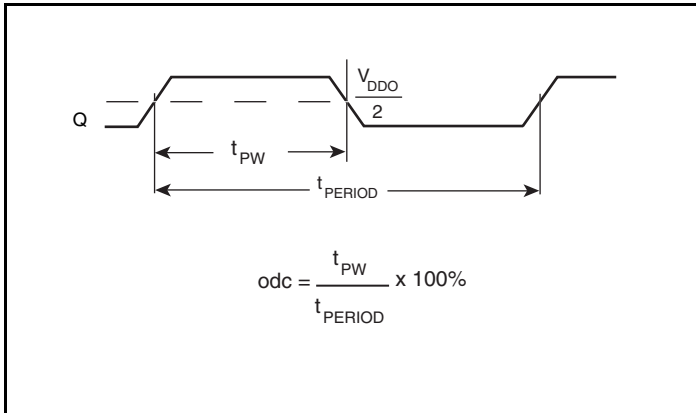 V_DDO
2
Q
t_PW
t_PERIOD
odc = t_PW / t_PERIOD x 100%